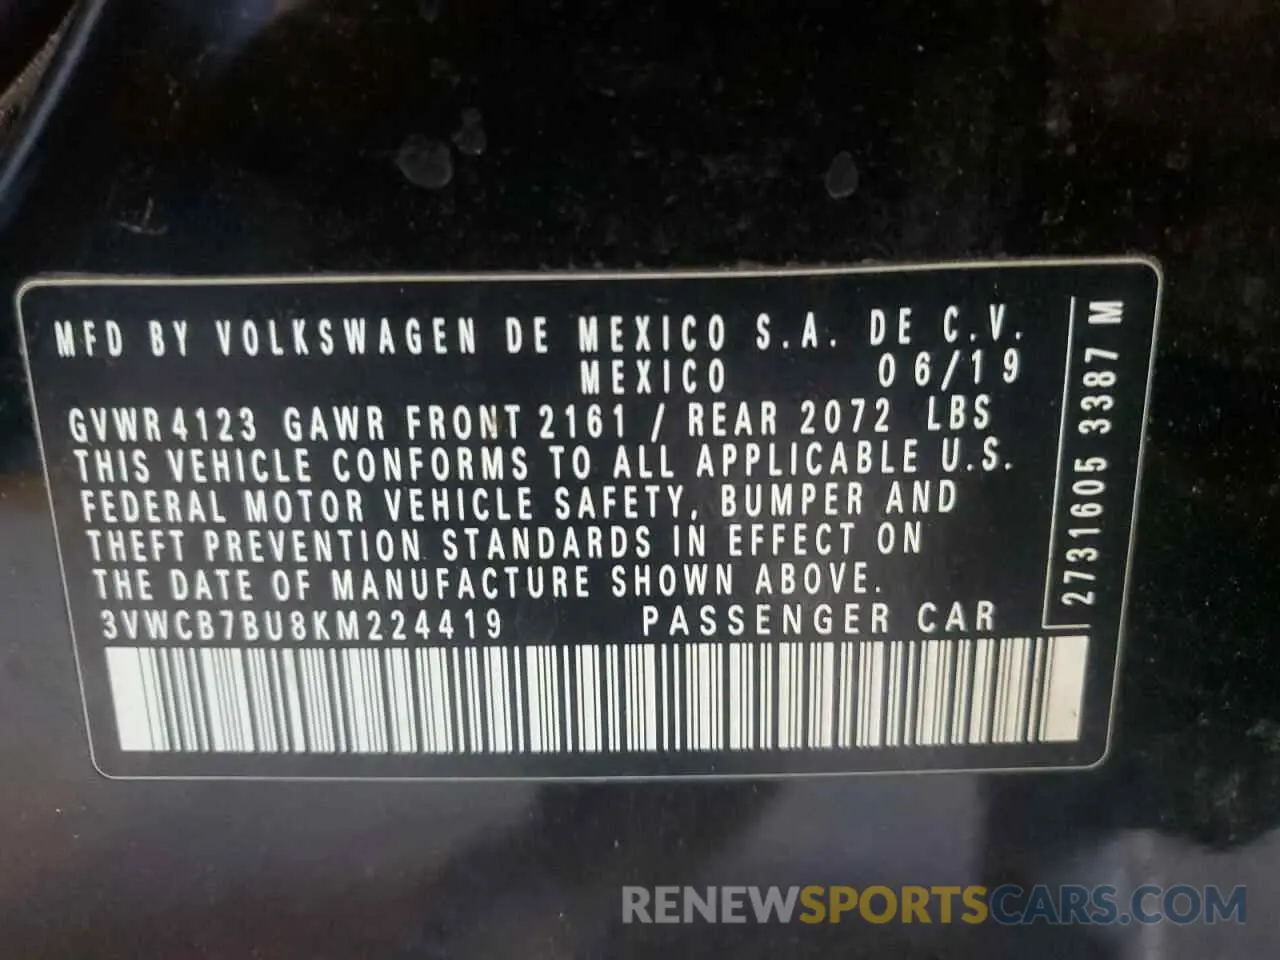 MFD BY VOLKSWAGEN DE MEXICO S.A. DE C.V.
MEXICO 06/19
GVWR 4123 GAWR FRONT 2161 / REAR 2072 LBS
THIS VEHICLE CONFORMS TO ALL APPLICABLE U.S.
FEDERAL MOTOR VEHICLE SAFETY, BUMPER AND
THEFT PREVENTION STANDARDS IN EFFECT ON
THE DATE OF MANUFACTURE SHOWN ABOVE.
3VWCB7BU8KM224419 PASSENGER CAR
2731605 3387 M
RENEWSPORTSCARS.COM